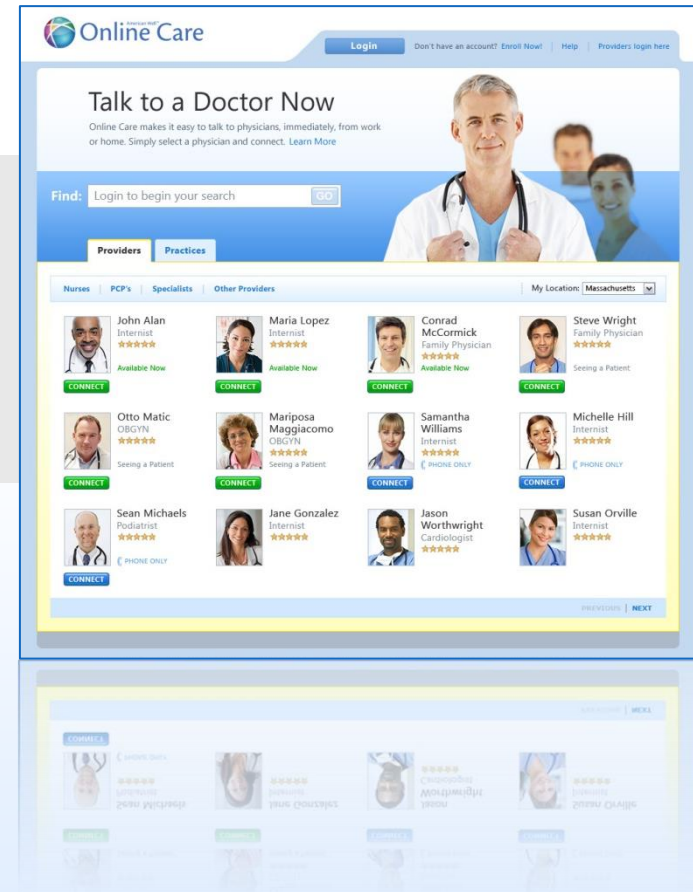 American Well
Online Care
Login
Don't have an account? Enroll Now! | Help | Providers login here
Talk to a Doctor Now
Online Care makes it easy to talk to physicians, immediately, from work
or home. Simply select a physician and connect. Learn More
Find: Login to begin your search GO
Providers Practices
Nurses | PCP's | Specialists | Other Providers
My Location: Massachusetts
John Alan
Internist
Available Now
CONNECT
Maria Lopez
Internist
Available Now
CONNECT
Conrad
McCormick
Family Physician
Available Now
CONNECT
Steve Wright
Family Physician
Seeing a Patient
CONNECT
Otto Matic
OBGYN
Seeing a Patient
CONNECT
Mariposa
Maggiacomo
OBGYN
Seeing a Patient
CONNECT
Samantha
Williams
Internist
PHONE ONLY
CONNECT
Michelle Hill
Internist
PHONE ONLY
CONNECT
Sean Michaels
Podiatrist
PHONE ONLY
CONNECT
Jane Gonzalez
Internist
Jason
Worthwright
Cardiologist
Susan Orville
Internist
PREVIOUS | NEXT